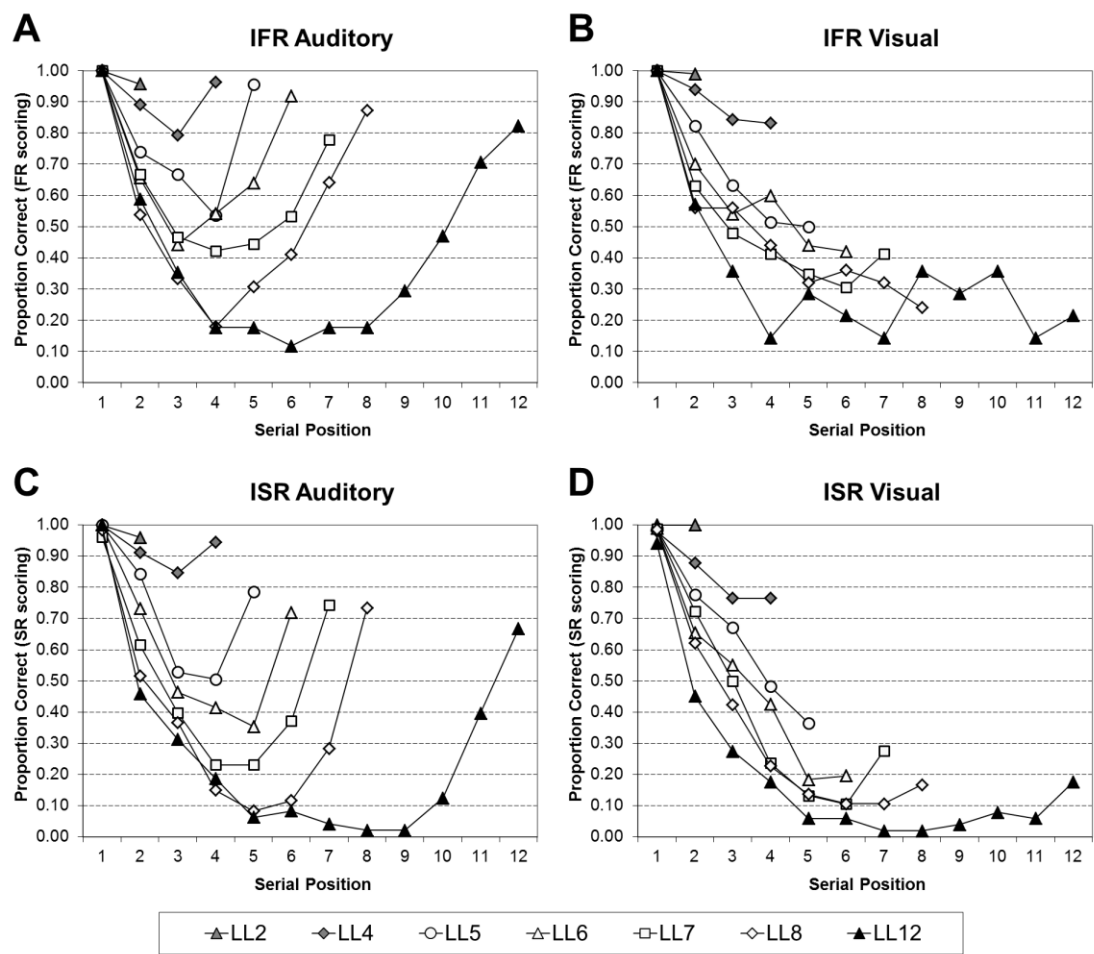 A
IFR Auditory
Proportion Correct (FR scoring)
1.00
0.90
0.80
0.70
0.60
0.50
0.40
0.30
0.20
0.10
0.00
1 2 3 4 5 6 7 8 9 10 11 12
Serial Position
B
IFR Visual
Proportion Correct (FR scoring)
1.00
0.90
0.80
0.70
0.60
0.50
0.40
0.30
0.20
0.10
0.00
1 2 3 4 5 6 7 8 9 10 11 12
Serial Position
C
ISR Auditory
Proportion Correct (SR scoring)
1.00
0.90
0.80
0.70
0.60
0.50
0.40
0.30
0.20
0.10
0.00
1 2 3 4 5 6 7 8 9 10 11 12
Serial Position
D
ISR Visual
Proportion Correct (SR scoring)
1.00
0.90
0.80
0.70
0.60
0.50
0.40
0.30
0.20
0.10
0.00
1 2 3 4 5 6 7 8 9 10 11 12
Serial Position
LL2 LL4 LL5 LL6 LL7 LL8 LL12